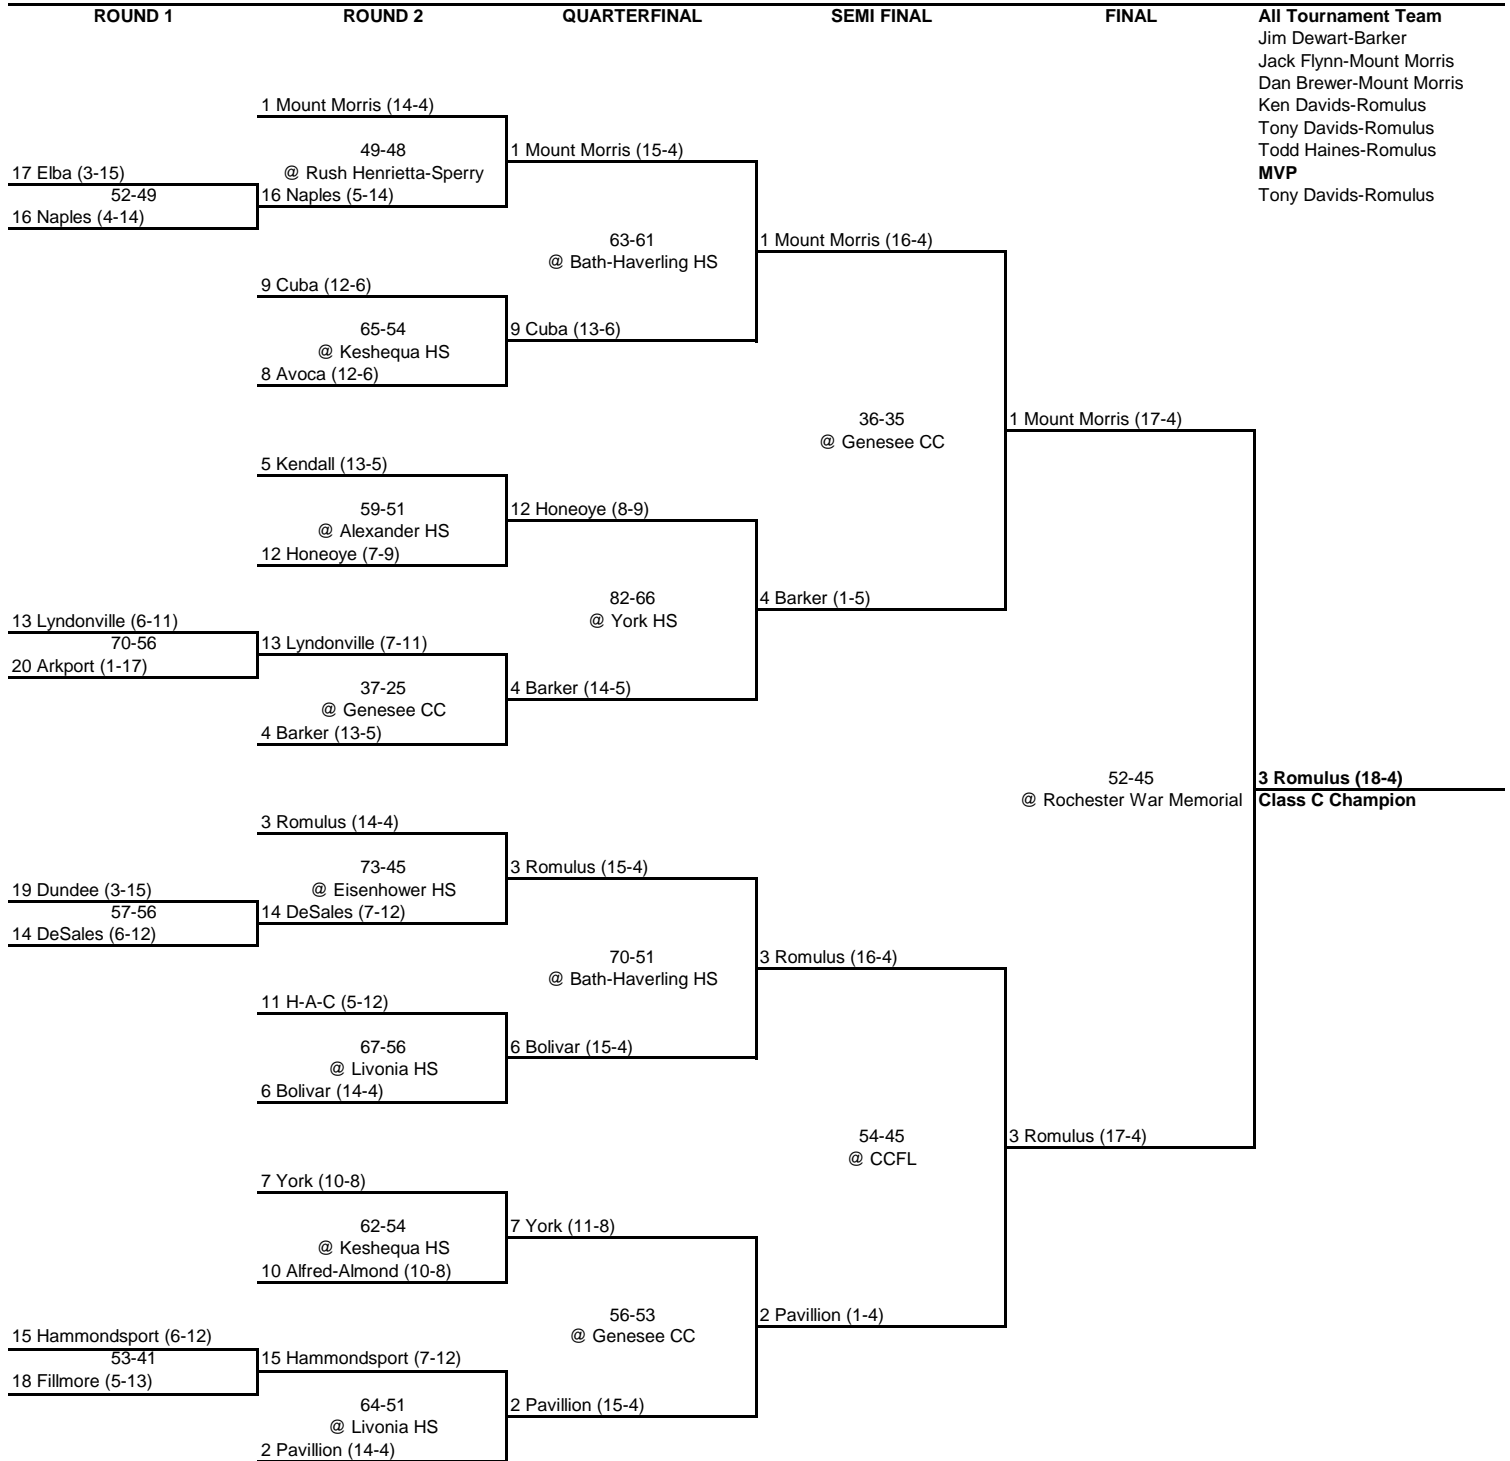 ROUND 1 ROUND 2 QUARTERFINAL SEMI FINAL FINAL All Tournament Team
Jim Dewart-Barker
Jack Flynn-Mount Morris
Dan Brewer-Mount Morris
Ken Davids-Romulus
Tony Davids-Romulus
Todd Haines-Romulus
MVP
Tony Davids-Romulus
1 Mount Morris (14-4)
49-48
@ Rush Henrietta-Sperry
1 Mount Morris (15-4)
17 Elba (3-15)
52-49
16 Naples (4-14)
16 Naples (5-14)
63-61
@ Bath-Haverling HS
1 Mount Morris (16-4)
9 Cuba (12-6)
65-54
@ Keshequa HS
9 Cuba (13-6)
8 Avoca (12-6)
36-35
@ Genesee CC
1 Mount Morris (17-4)
5 Kendall (13-5)
59-51
@ Alexander HS
12 Honeoye (8-9)
12 Honeoye (7-9)
82-66
@ York HS
4 Barker (1-5)
13 Lyndonville (6-11)
70-56
20 Arkport (1-17)
13 Lyndonville (7-11)
37-25
@ Genesee CC
4 Barker (14-5)
4 Barker (13-5)
52-45
@ Rochester War Memorial
3 Romulus (18-4)
Class C Champion
3 Romulus (14-4)
73-45
@ Eisenhower HS
3 Romulus (15-4)
19 Dundee (3-15)
57-56
14 DeSales (6-12)
14 DeSales (7-12)
70-51
@ Bath-Haverling HS
3 Romulus (16-4)
11 H-A-C (5-12)
67-56
@ Livonia HS
6 Bolivar (15-4)
6 Bolivar (14-4)
54-45
@ CCFL
3 Romulus (17-4)
7 York (10-8)
62-54
@ Keshequa HS
7 York (11-8)
10 Alfred-Almond (10-8)
56-53
@ Genesee CC
2 Pavillion (1-4)
15 Hammondsport (6-12)
53-41
18 Fillmore (5-13)
15 Hammondsport (7-12)
64-51
@ Livonia HS
2 Pavillion (15-4)
2 Pavillion (14-4)